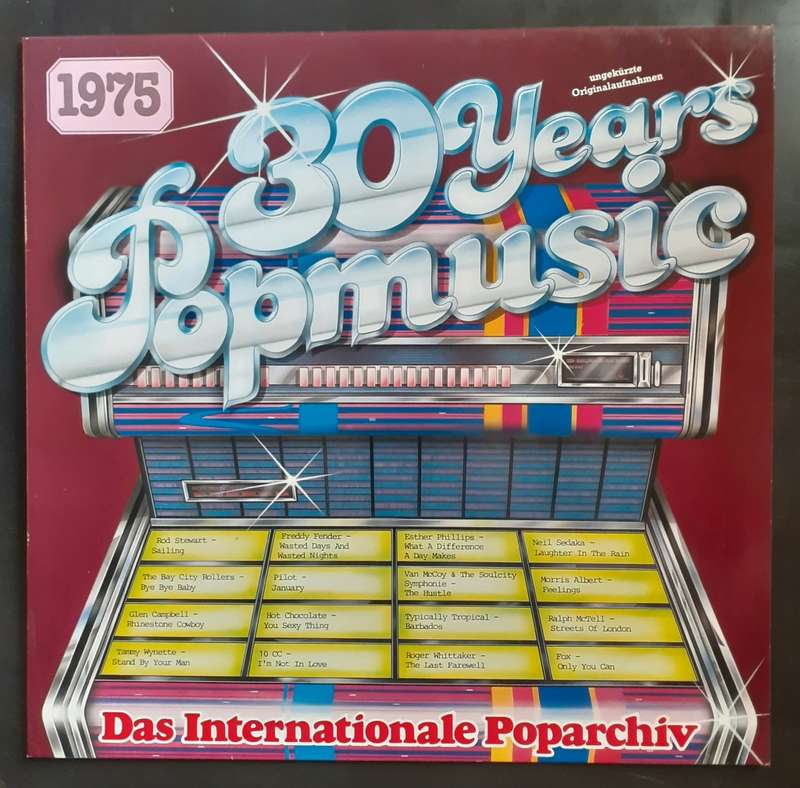 1975
ungekürzte
Originalaufnahmen
30 Years
Popmusic
Rod Stewart -
Sailing
Freddy Fender -
Wasted Days And
Wasted Nights
Esther Phillips -
What A Difference
A Day Makes
Neil Sedaka -
Laughter In The Rain
The Bay City Rollers -
Bye Bye Baby
Pilot -
January
Van McCoy & The Soulcity
Symphonie -
The Hustle
Morris Albert -
Feelings
Glen Campbell -
Rhinestone Cowboy
Hot Chocolate -
You Sexy Thing
Typically Tropical -
Barbados
Ralph McTell -
Streets Of London
Tammy Wynette -
Stand By Your Man
10 CC -
I'm Not In Love
Roger Whittaker -
The Last Farewell
Fox -
Only You Can
Das Internationale Poparchiv